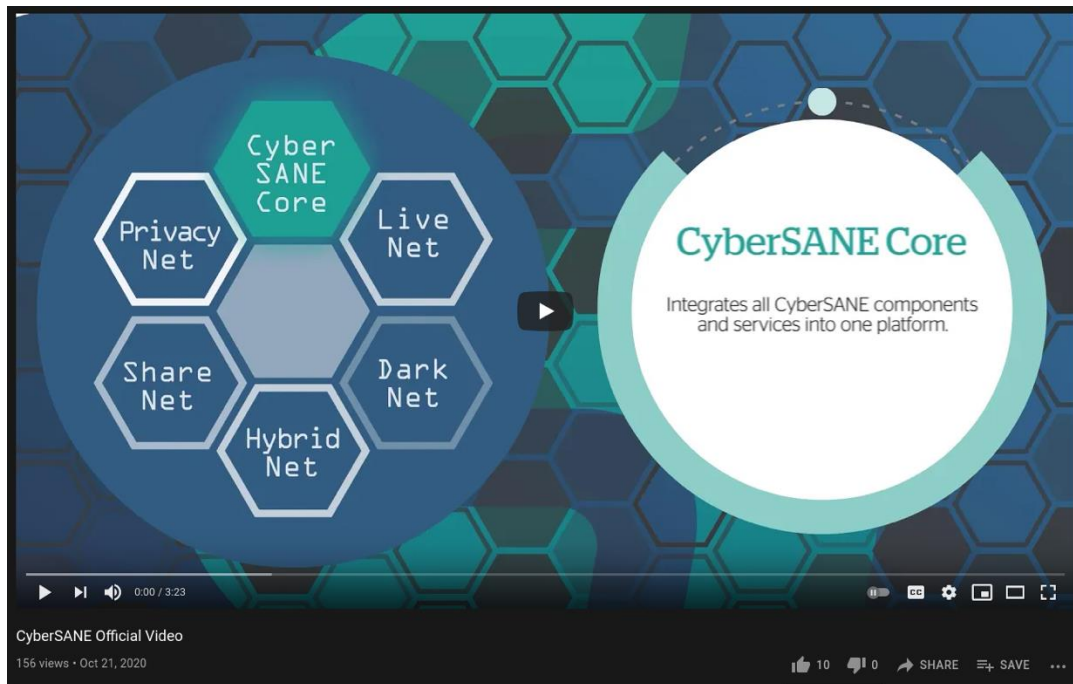 Cyber
SANE
Core
Privacy
Net
Live
Net
Share
Net
Dark
Net
Hybrid
Net
CyberSANE Core
Integrates all CyberSANE components
and services into one platform.
0:00 / 3:23
CC
CyberSANE Official Video
156 views • Oct 21, 2020
10
0
SHARE
SAVE